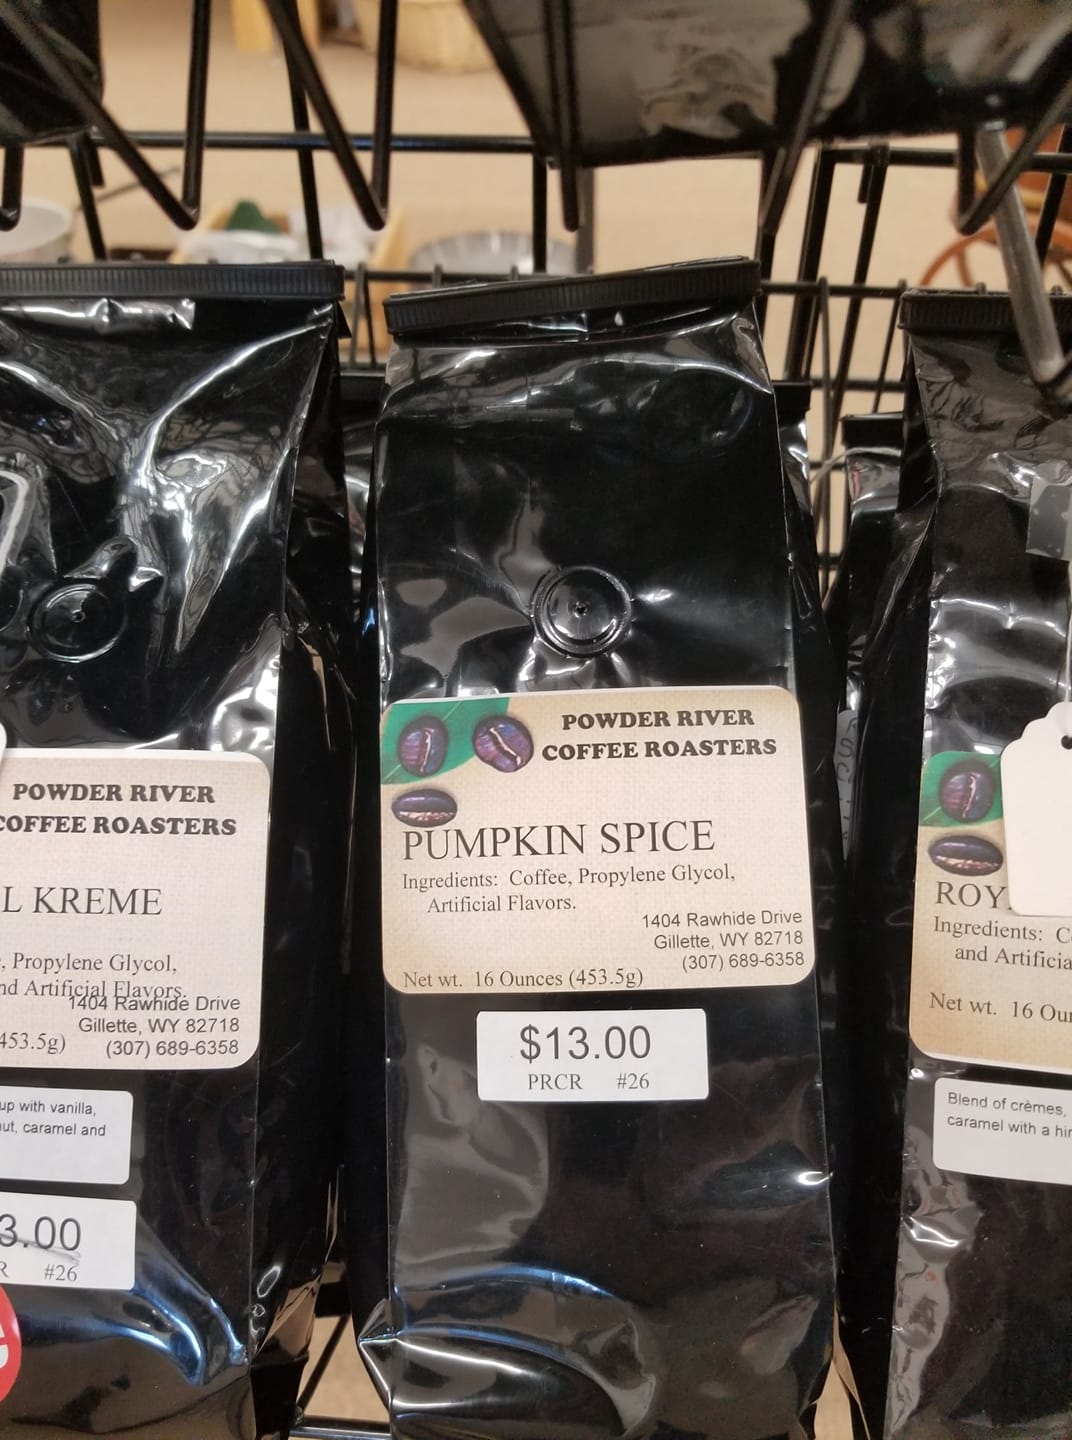 POWDER RIVER
COFFEE ROASTERS
L KREME
, Propylene Glycol,
nd Artificial Flavors.
1404 Rawhide Drive
Gillette, WY 82718
453.5g) (307) 689-6358
up with vanilla,
ut, caramel and
3.00
R #26
POWDER RIVER
COFFEE ROASTERS
PUMPKIN SPICE
Ingredients: Coffee, Propylene Glycol,
Artificial Flavors.
1404 Rawhide Drive
Gillette, WY 82718
(307) 689-6358
Net wt. 16 Ounces (453.5g)
$13.00
PRCR #26
ROY
Ingredients: C
and Artificia
Net wt. 16 Ou
Blend of crèmes,
caramel with a hi